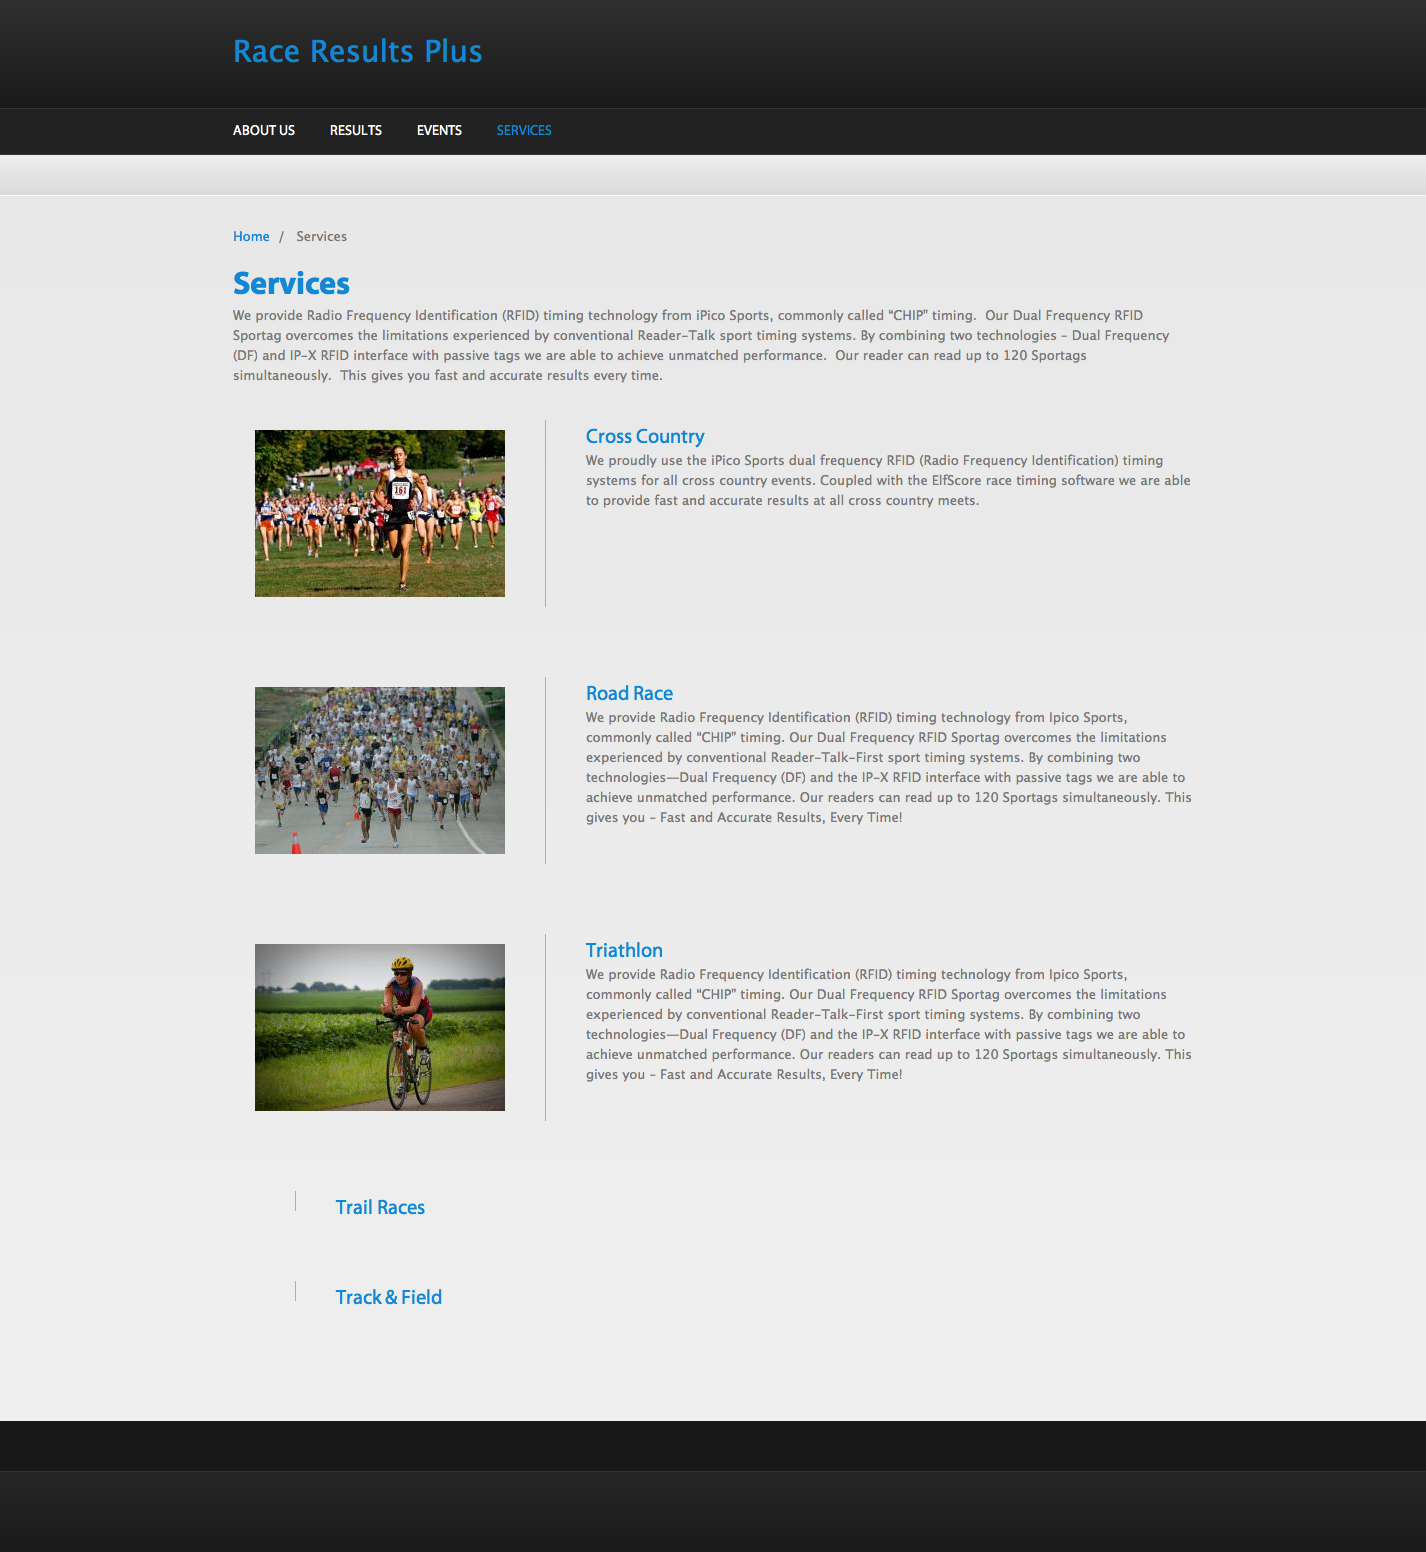 Race Results Plus
ABOUT US RESULTS EVENTS SERVICES
Home / Services
Services
We provide Radio Frequency Identification (RFID) timing technology from iPico Sports, commonly called “CHIP” timing.  Our Dual Frequency RFID
Sportag overcomes the limitations experienced by conventional Reader-Talk sport timing systems. By combining two technologies – Dual Frequency
(DF) and IP-X RFID interface with passive tags we are able to achieve unmatched performance.  Our reader can read up to 120 Sportags
simultaneously.  This gives you fast and accurate results every time.
161
Cross Country
We proudly use the iPico Sports dual frequency RFID (Radio Frequency Identification) timing
systems for all cross country events. Coupled with the ElfScore race timing software we are able
to provide fast and accurate results at all cross country meets.
Road Race
We provide Radio Frequency Identification (RFID) timing technology from Ipico Sports,
commonly called “CHIP” timing. Our Dual Frequency RFID Sportag overcomes the limitations
experienced by conventional Reader-Talk-First sport timing systems. By combining two
technologies—Dual Frequency (DF) and the IP-X RFID interface with passive tags we are able to
achieve unmatched performance. Our readers can read up to 120 Sportags simultaneously. This
gives you – Fast and Accurate Results, Every Time!
Triathlon
We provide Radio Frequency Identification (RFID) timing technology from Ipico Sports,
commonly called “CHIP” timing. Our Dual Frequency RFID Sportag overcomes the limitations
experienced by conventional Reader-Talk-First sport timing systems. By combining two
technologies—Dual Frequency (DF) and the IP-X RFID interface with passive tags we are able to
achieve unmatched performance. Our readers can read up to 120 Sportags simultaneously. This
gives you – Fast and Accurate Results, Every Time!
Trail Races
Track & Field